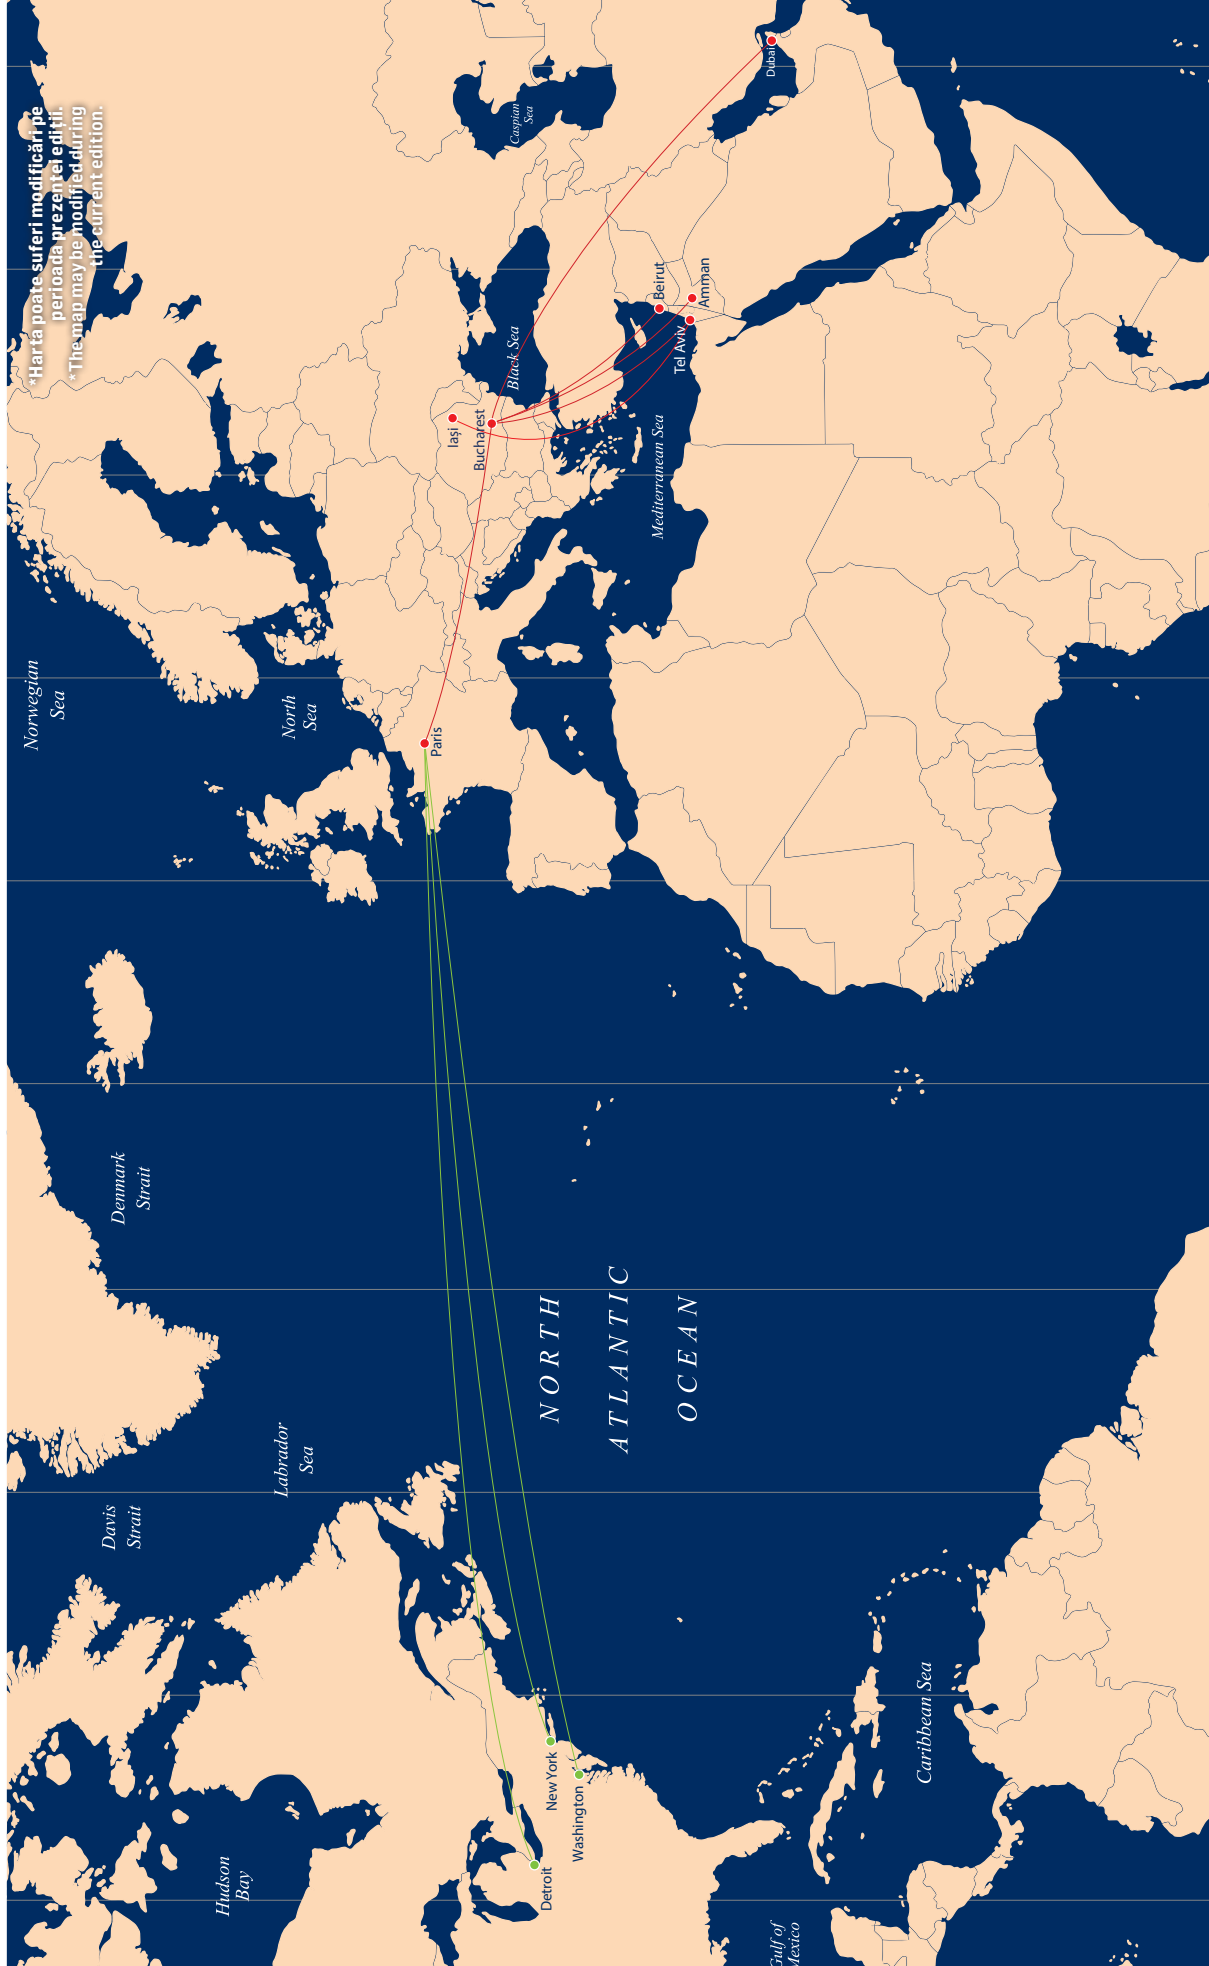 *Harta poate suferi modificări pe
perioada prezentei ediții.
*The map may be modified during
the current edition.
Norwegian
Sea
North
Sea
Denmark
Strait
Davis
Strait
Labrador
Sea
Hudson
Bay
NORTH
ATLANTIC
OCEAN
Caribbean Sea
Gulf of
Mexico
Mediterranean Sea
Black Sea
Caspian
Sea
Detroit
New York
Washington
Paris
Iași
Bucharest
Tel Aviv
Beirut
Amman
Dubai